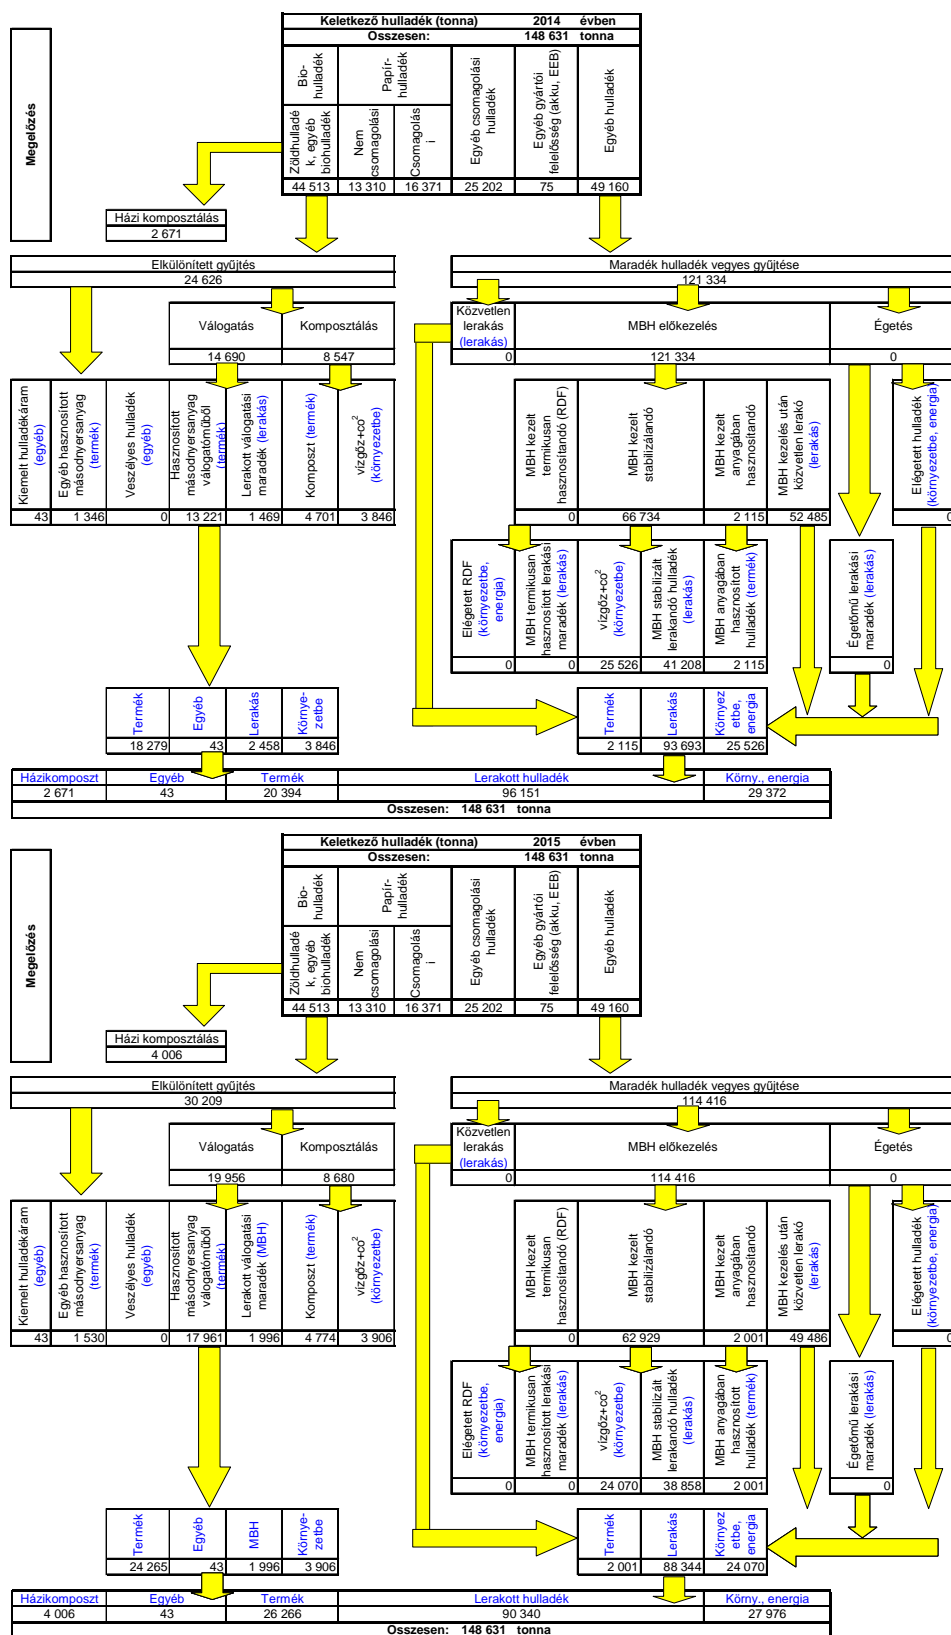 Keletkező hulladék (tonna) 2014 évben
Összesen: 148 631 tonna
Megelőzés
Bio-hulladék
Papír-hulladék
Zöldhulladé
k, egyéb
biohulladék
Nem
csomagolási
Csomagolás
i
Egyéb csomagolási
hulladék
Egyéb gyártói
felelősség (akku, EEB)
Egyéb hulladék
44 513 13 310 16 371 25 202 75 49 160
Házi komposztálás
2 671
Elkülönített gyűjtés
24 626
Maradék hulladék vegyes gyűjtése
121 334
Válogatás Komposztálás
14 690 8 547
Közvetlen
lerakás
(lerakás)
MBH előkezelés
Égetés
0 121 334 0
Kiemelt hulladékáram
(egyéb)
Egyéb hasznosított
másodnyersanyag
(termék)
Veszélyes hulladék
(egyéb)
Hasznosított
másodnyersanyag
válogatóműből
(termék)
Lerakott válogatási
maradék (lerakás)
Komposzt (termék)
vízgőz+co²
(környezetbe)
43 1 346 0 13 221 1 469 4 701 3 846
MBH kezelt
termikusan
hasznosítandó (RDF)
MBH kezelt
stabilizálandó
MBH kezelt
anyagában
hasznosítandó
MBH kezelés után
közvetlen lerakó
(lerakás)
Elégetett hulladék
(környezetbe, energia)
0 66 734 2 115 52 485 0
Elégetett RDF
(környezetbe,
energia)
MBH termikusan
hasznosított lerakási
maradék (lerakás)
vízgőz+co²
(környezetbe)
MBH stabilizált
lerakandó hulladék
(lerakás)
MBH anyagában
hasznosított
hulladék (termék)
Égetőmű lerakási
maradék (lerakás)
0 0 25 526 41 208 2 115 0
Termék
Egyéb
Lerakás
Környe-
zetbe
18 279 43 2 458 3 846
Termék
Lerakás
Környez
etbe,
energia
2 115 93 693 25 526
Házikomposzt Egyéb Termék Lerakott hulladék Körny., energia
2 671 43 20 394 96 151 29 372
Összesen: 148 631 tonna
Keletkező hulladék (tonna) 2015 évben
Összesen: 148 631 tonna
Megelőzés
Bio-hulladék
Papír-hulladék
Zöldhulladé
k, egyéb
biohulladék
Nem
csomagolási
Csomagolás
i
Egyéb csomagolási
hulladék
Egyéb gyártói
felelősség (akku, EEB)
Egyéb hulladék
44 513 13 310 16 371 25 202 75 49 160
Házi komposztálás
4 006
Elkülönített gyűjtés
30 209
Maradék hulladék vegyes gyűjtése
114 416
Válogatás Komposztálás
19 956 8 680
Közvetlen
lerakás
(lerakás)
MBH előkezelés
Égetés
0 114 416 0
Kiemelt hulladékáram
(egyéb)
Egyéb hasznosított
másodnyersanyag
(termék)
Veszélyes hulladék
(egyéb)
Hasznosított
másodnyersanyag
válogatóműből
(termék)
Lerakott válogatási
maradék (MBH)
Komposzt (termék)
vízgőz+co²
(környezetbe)
43 1 530 0 17 961 1 996 4 774 3 906
MBH kezelt
termikusan
hasznosítandó (RDF)
MBH kezelt
stabilizálandó
MBH kezelt
anyagában
hasznosítandó
MBH kezelés után
közvetlen lerakó
(lerakás)
Elégetett hulladék
(környezetbe, energia)
0 62 929 2 001 49 486 0
Elégetett RDF
(környezetbe,
energia)
MBH termikusan
hasznosított lerakási
maradék (lerakás)
vízgőz+co²
(környezetbe)
MBH stabilizált
lerakandó hulladék
(lerakás)
MBH anyagában
hasznosított
hulladék (termék)
Égetőmű lerakási
maradék (lerakás)
0 0 24 070 38 858 2 001 0
Termék
Egyéb
MBH
Környe-
zetbe
24 265 43 1 996 3 906
Termék
Lerakás
Környez
etbe,
energia
2 001 88 344 24 070
Házikomposzt Egyéb Termék Lerakott hulladék Körny., energia
4 006 43 26 266 90 340 27 976
Összesen: 148 631 tonna